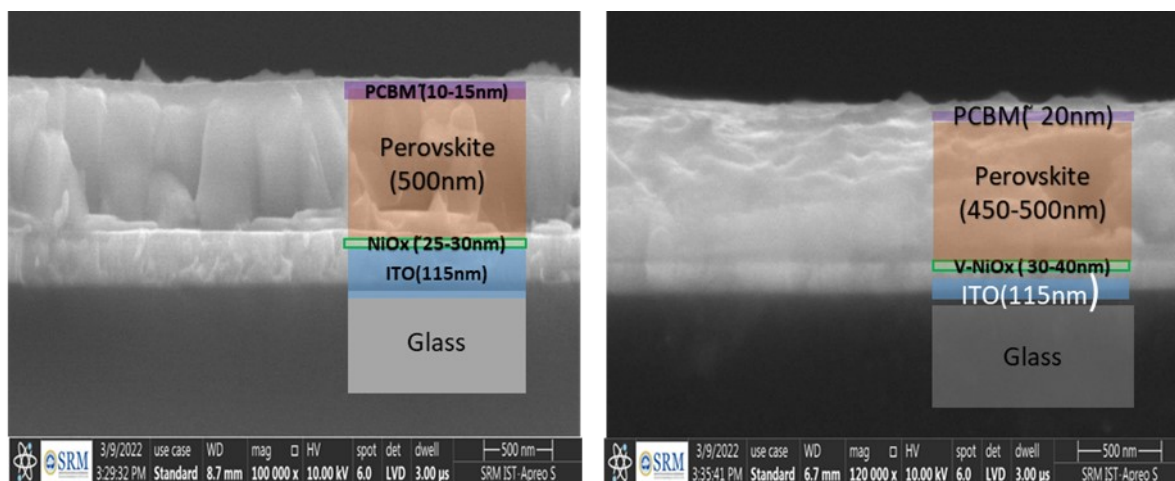 PCBM(~10-15nm)
Perovskite
(500nm)
NiOx (~25-30nm)
ITO(115nm)
Glass
SRM
3/9/2022 use case WD mag □ HV spot det dwell 500 nm
3:29:32 PM Standard 8.7 mm 100 000 x 10.00 kV 6.0 LVD 3.00 µs SRM IST-Apreo S
PCBM(~ 20nm)
Perovskite
(450-500nm)
V-NiOx (~30-40nm)
ITO(115nm)
Glass
SRM
3/9/2022 use case WD mag □ HV spot det dwell 500 nm
3:35:41 PM Standard 6.7 mm 120 000 x 10.00 kV 6.0 LVD 3.00 µs SRM IST-Apreo S